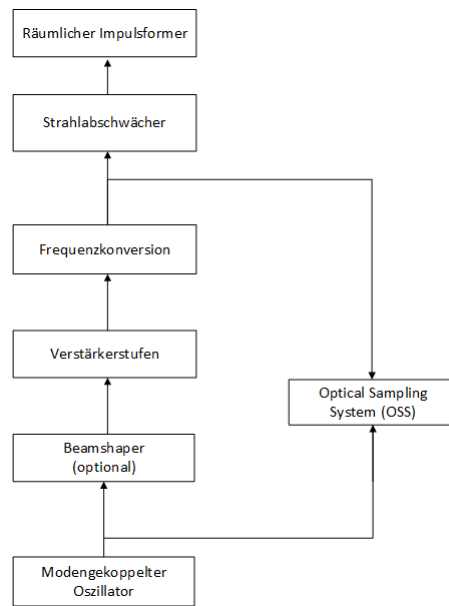 Räumlicher Impulsformer
Strahlabschwächer
Frequenzkonversion
Verstärkerstufen
Optical Sampling
System (OSS)
Beamshaper
(optional)
Modengekoppelter
Oszillator